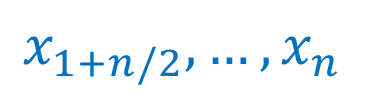 x_{1+n/2}, … , x_n